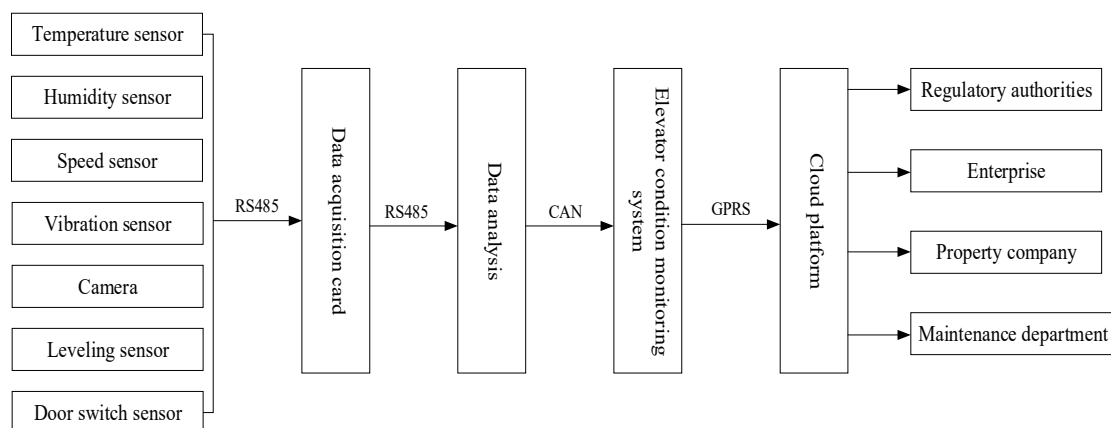 Temperature sensor
Humidity sensor
Speed sensor
Vibration sensor
Camera
Leveling sensor
Door switch sensor
RS485
Data acquisition card
RS485
Data analysis
CAN
Elevator condition monitoring
system
GPRS
Cloud platform
Regulatory authorities
Enterprise
Property company
Maintenance department